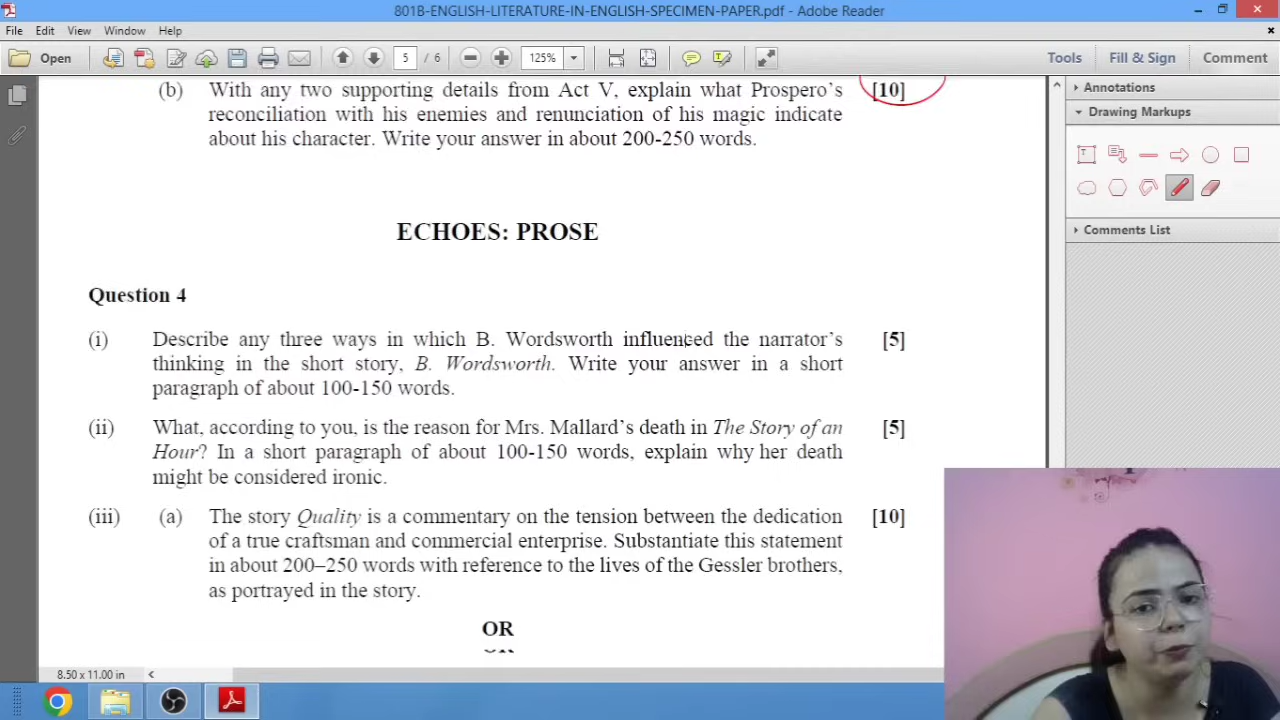 801B-ENGLISH-LITERATURE-IN-ENGLISH-SPECIMEN-PAPER.pdf - Adobe Reader
File Edit View Window Help
Open 5 / 6 125% Tools Fill & Sign Comment
Annotations
Drawing Markups
Comments List
(b) With any two supporting details from Act V, explain what Prospero's [10]
reconciliation with his enemies and renunciation of his magic indicate
about his character. Write your answer in about 200-250 words.
ECHOES: PROSE
Question 4
(i) Describe any three ways in which B. Wordsworth influenced the narrator's [5]
thinking in the short story, B. Wordsworth. Write your answer in a short
paragraph of about 100-150 words.
(ii) What, according to you, is the reason for Mrs. Mallard's death in The Story of an [5]
Hour? In a short paragraph of about 100-150 words, explain why her death
might be considered ironic.
(iii) (a) The story Quality is a commentary on the tension between the dedication [10]
of a true craftsman and commercial enterprise. Substantiate this statement
in about 200–250 words with reference to the lives of the Gessler brothers,
as portrayed in the story.
OR
8.50 x 11.00 in